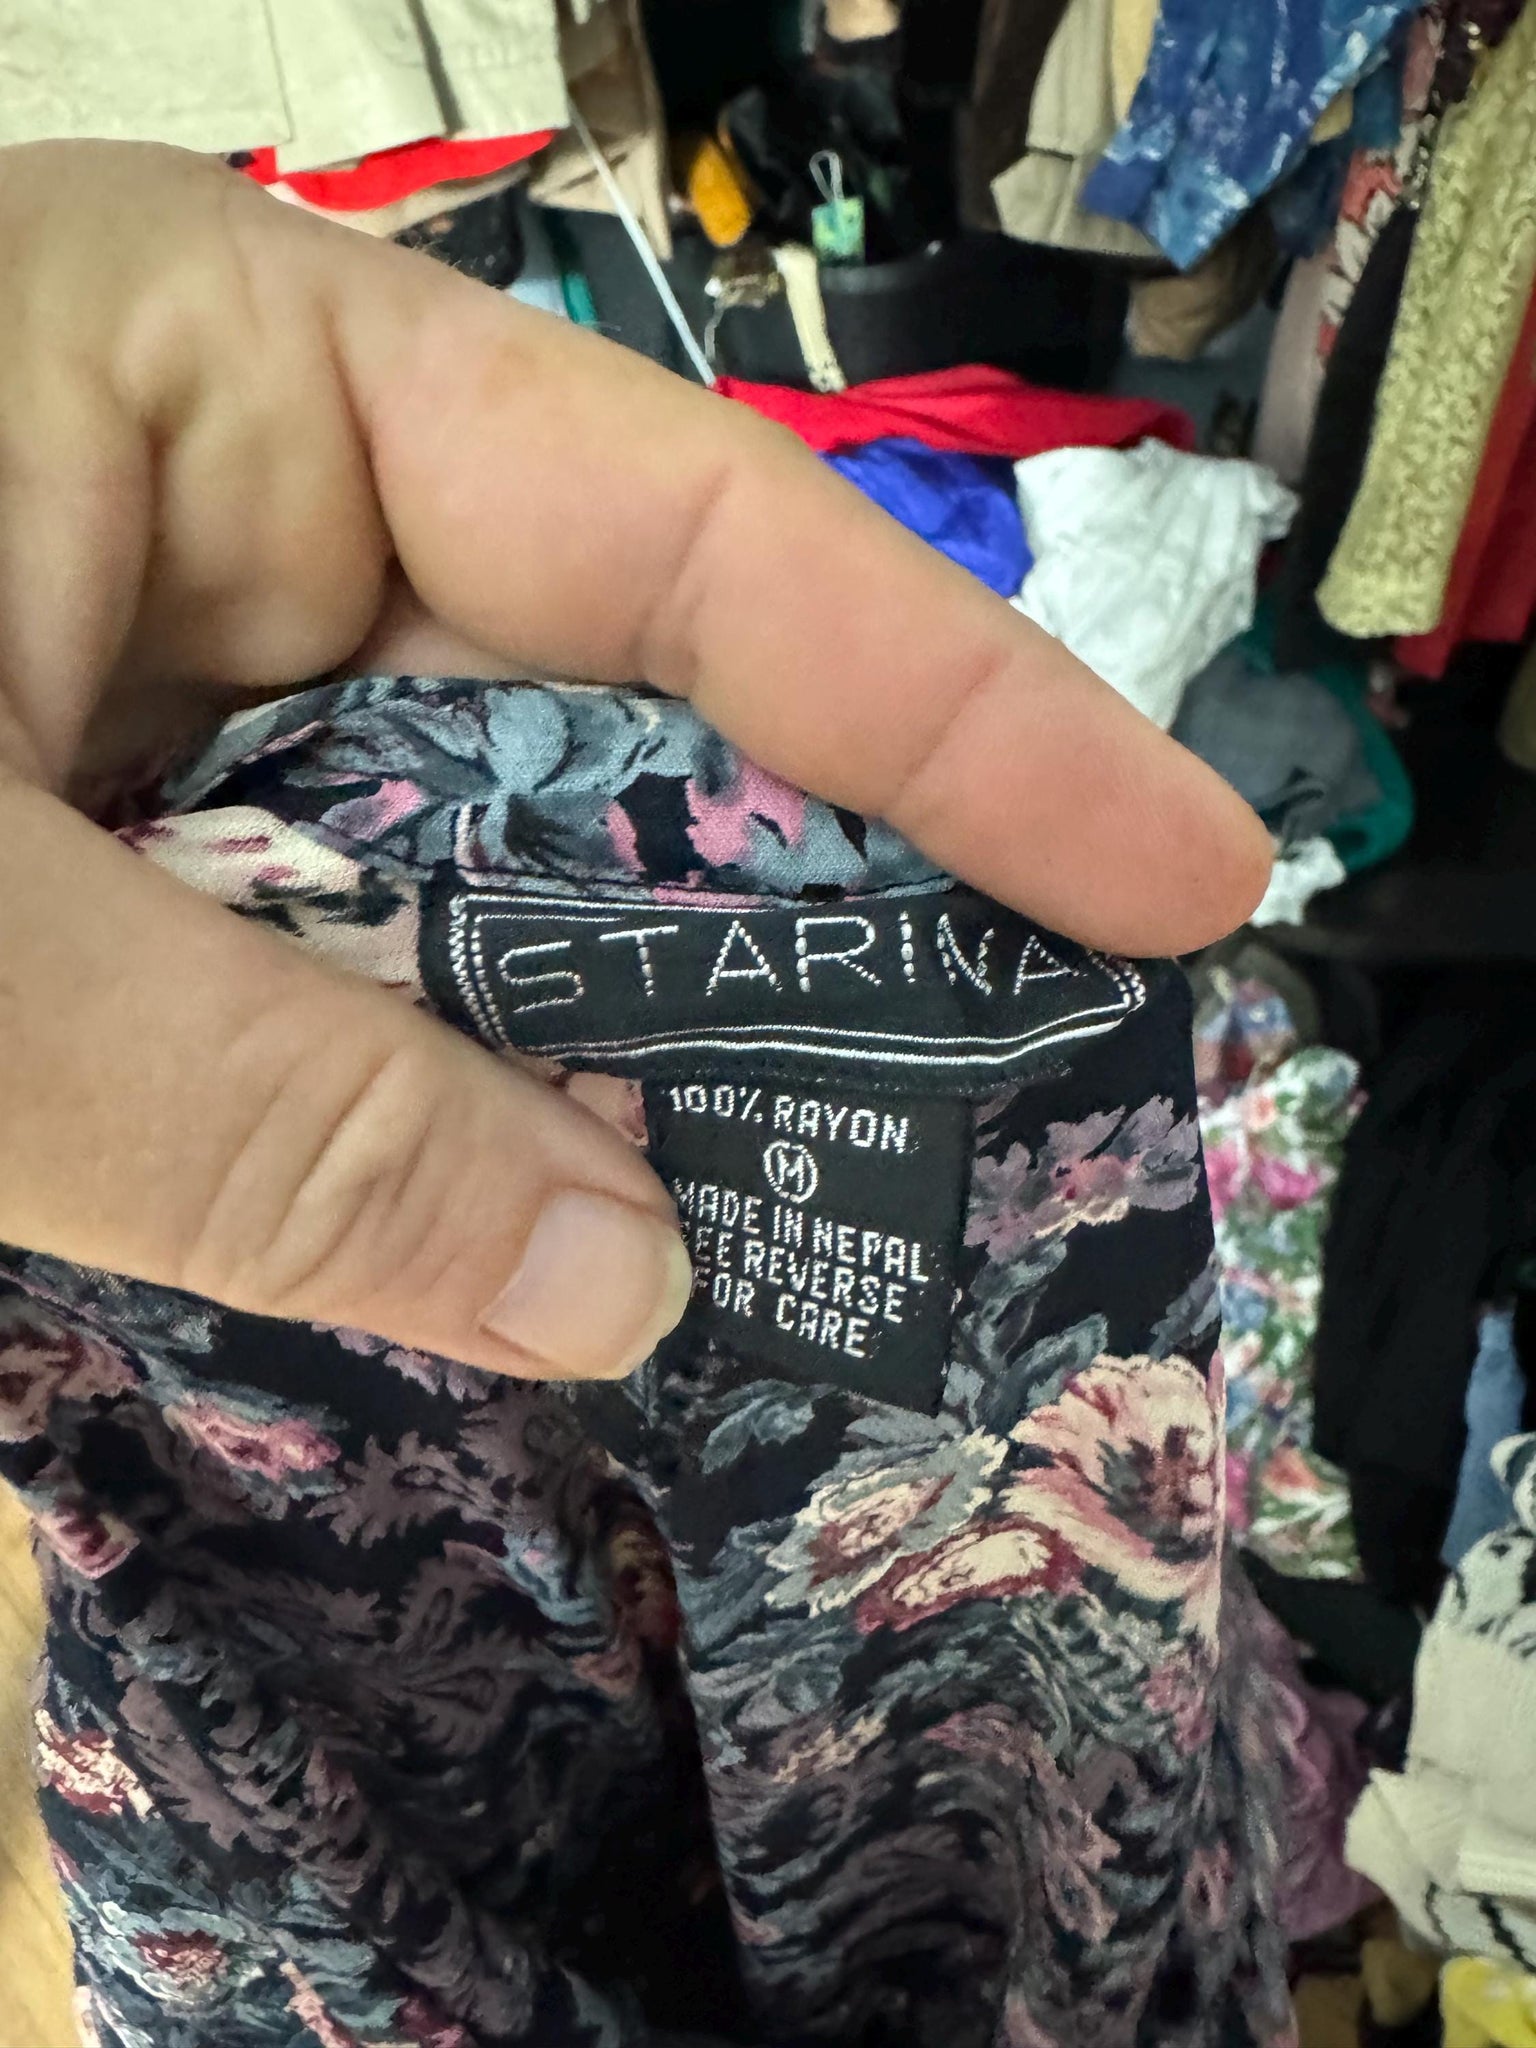 STARINA
100% RAYON
M
MADE IN NEPAL
SEE REVERSE
FOR CARE